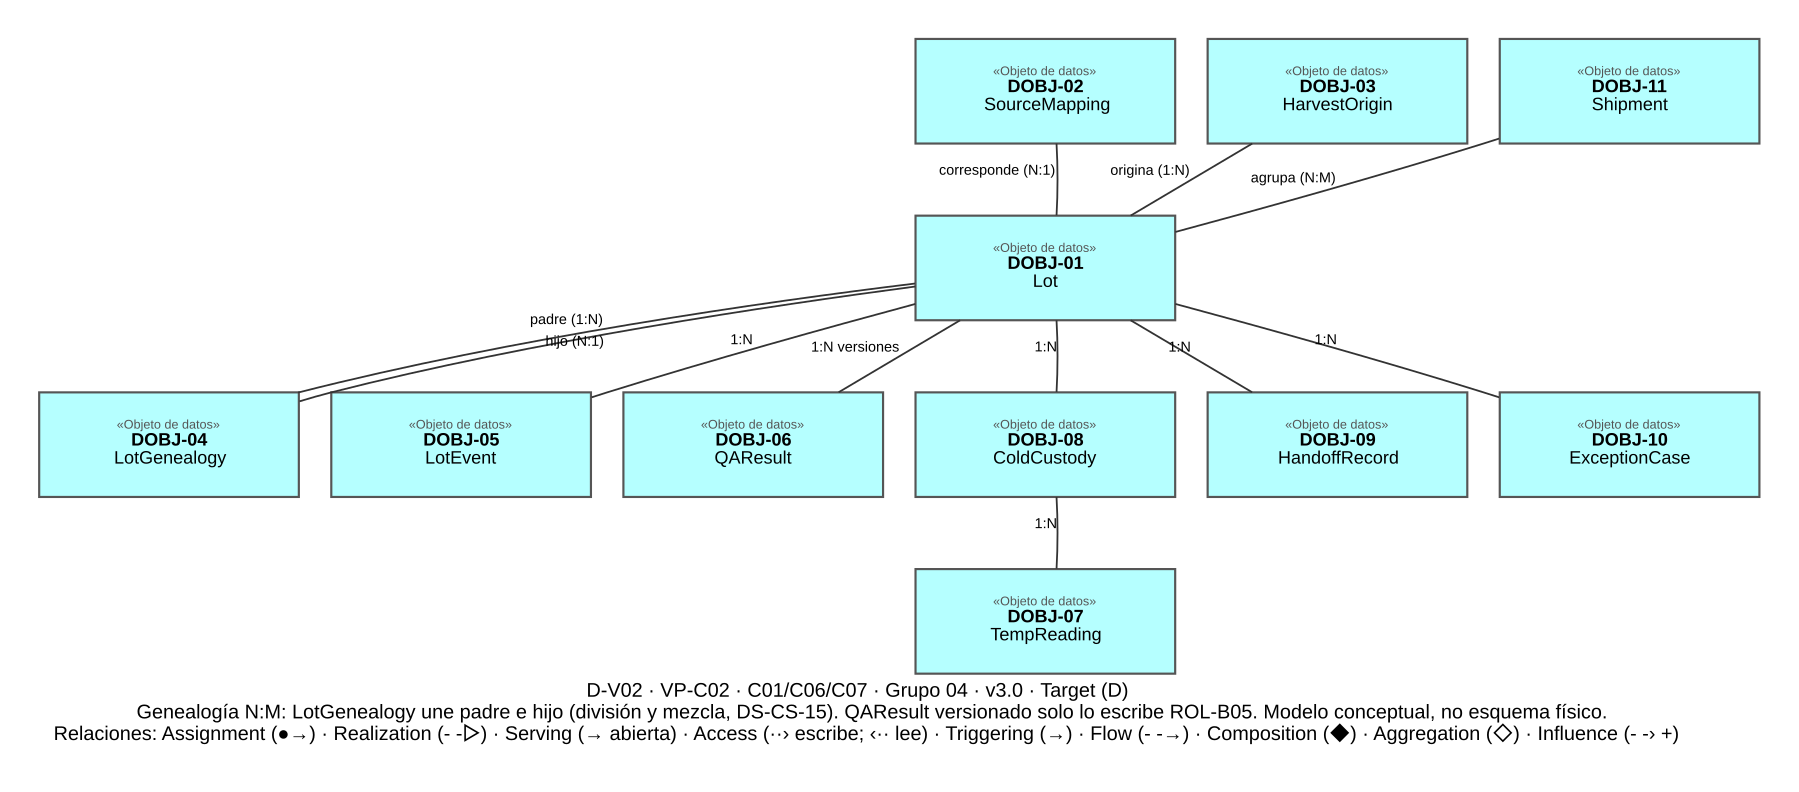 «Objeto de datos»
DOBJ-02
SourceMapping
«Objeto de datos»
DOBJ-03
HarvestOrigin
«Objeto de datos»
DOBJ-11
Shipment
corresponde (N:1)
origina (1:N)
agrupa (N:M)
«Objeto de datos»
DOBJ-01
Lot
padre (1:N)
hijo (N:1)
1:N
1:N versiones
1:N
1:N
1:N
«Objeto de datos»
DOBJ-04
LotGenealogy
«Objeto de datos»
DOBJ-05
LotEvent
«Objeto de datos»
DOBJ-06
QAResult
«Objeto de datos»
DOBJ-08
ColdCustody
«Objeto de datos»
DOBJ-09
HandoffRecord
«Objeto de datos»
DOBJ-10
ExceptionCase
1:N
«Objeto de datos»
DOBJ-07
TempReading
D-V02 · VP-C02 · C01/C06/C07 · Grupo 04 · v3.0 · Target (D)
Genealogía N:M: LotGenealogy une padre e hijo (división y mezcla, DS-CS-15). QAResult versionado solo lo escribe ROL-B05. Modelo conceptual, no esquema físico.
Relaciones: Assignment (●→) · Realization (- -▷) · Serving (→ abierta) · Access (··› escribe; ‹·· lee) · Triggering (→) · Flow (- -→) · Composition (◆) · Aggregation (◇) · Influence (- -› +)